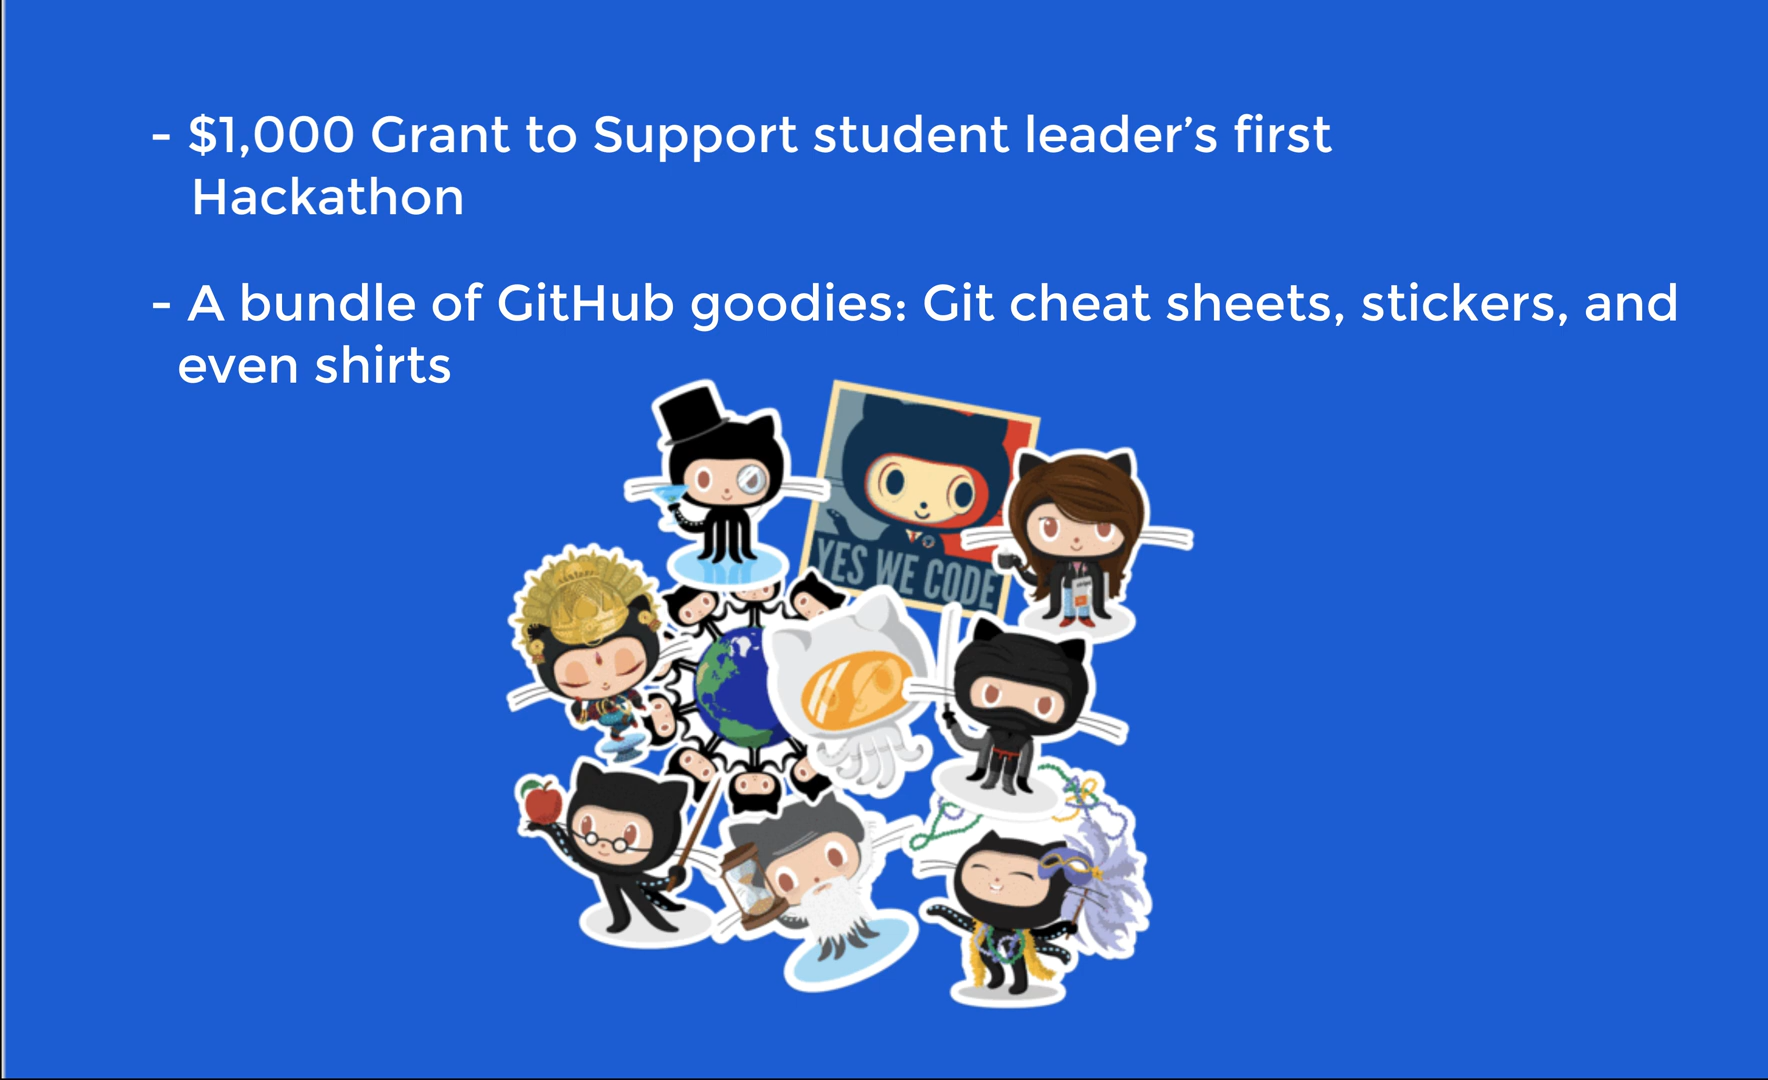 - $1,000 Grant to Support student leader’s first
Hackathon
- A bundle of GitHub goodies: Git cheat sheets, stickers, and
even shirts
YES WE CODE